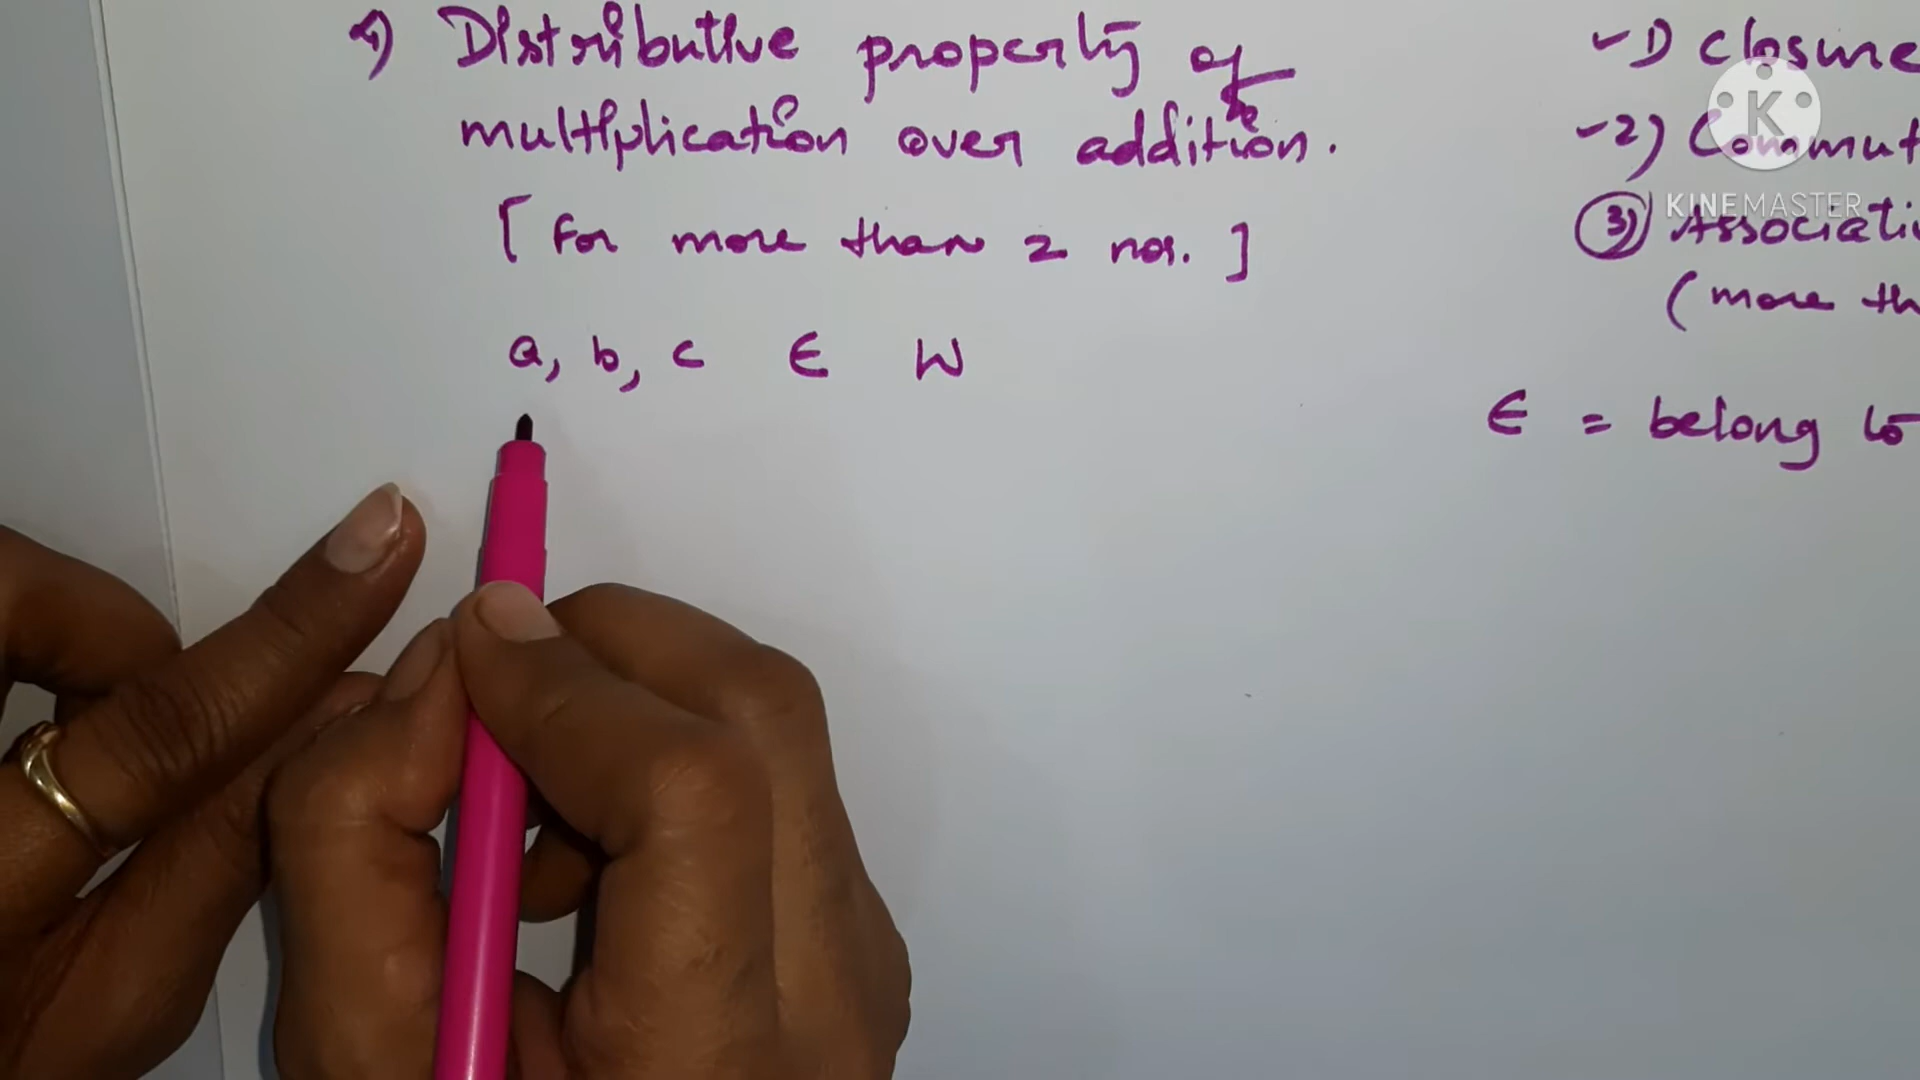 4) Distributive property of
multiplication over addition.
[for more than 2 nos.]
a, b, c ∈ W
1) closure
2) Commut
3) Associati
(more th
∈ = belong to
K
KINEMASTER